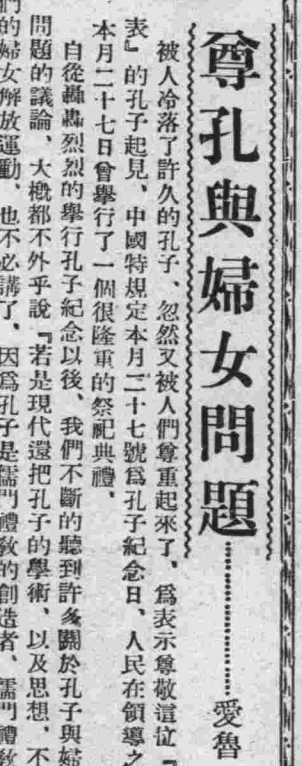 尊孔與婦女問題⋯⋯⋯⋯愛魯
被人冷落了許久的孔子、忽然又被人們尊重起來了、爲表示尊敬這位『
表』的孔子起見、中國特規定本月二十七號爲孔子紀念日、人民在領導之
本月二十七日曾舉行了一個很隆重的祭祀典禮、
自從轟轟烈烈的舉行孔子紀念以後、我們不斷的聽到許多關於孔子與婦
問題的議論、大槪都不外乎說『若是現代還把孔子的學術、以及思想、不
們的婦女解放運動、也不必講了、因爲孔子是儒門禮敎的創造者、儒門禮敎